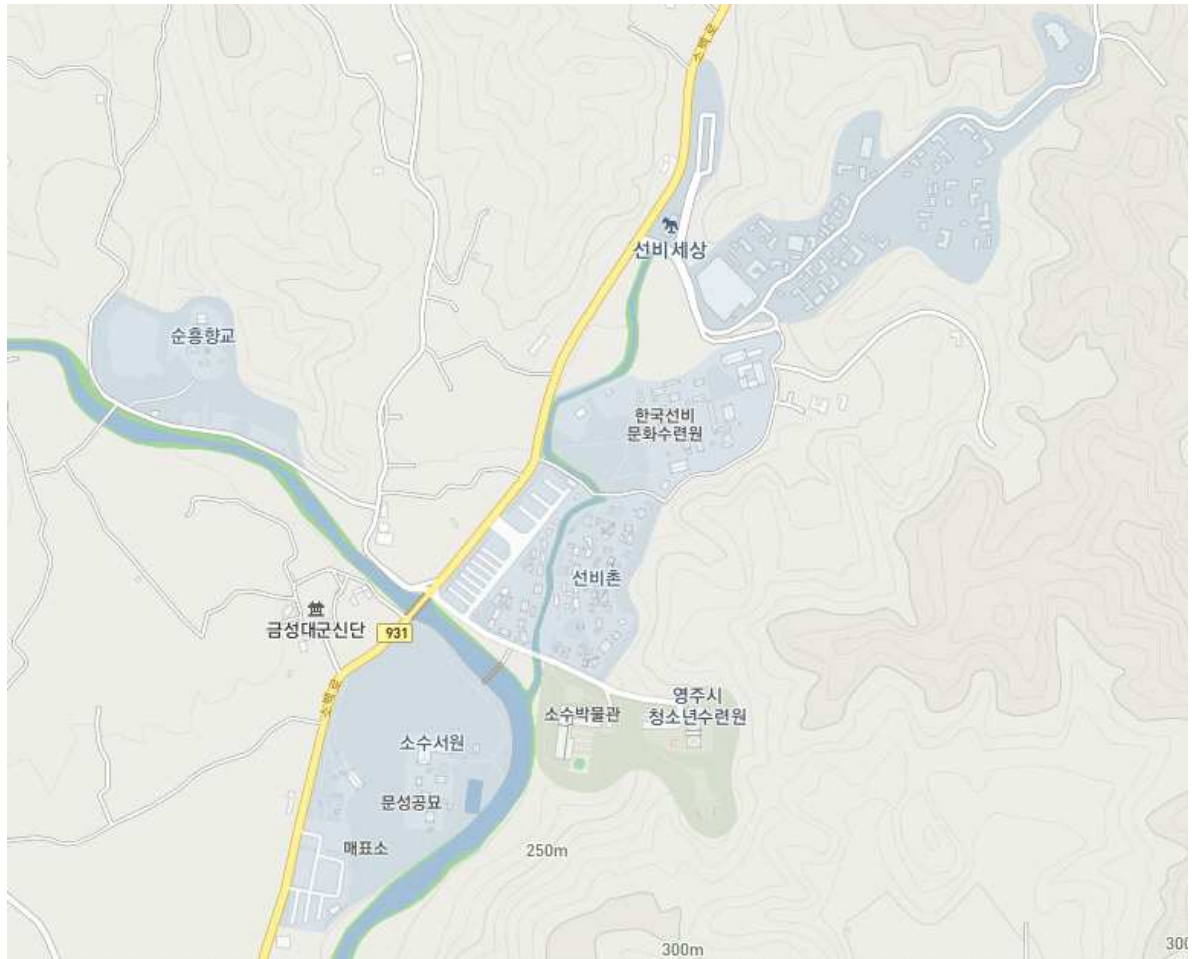 소백로
선비세상
순흥향교
한국선비
문화수련원
선비촌
금성대군신단
931
소백로
영주시
청소년수련원
소수박물관
소수서원
문성공묘
매표소
250m
300m
300